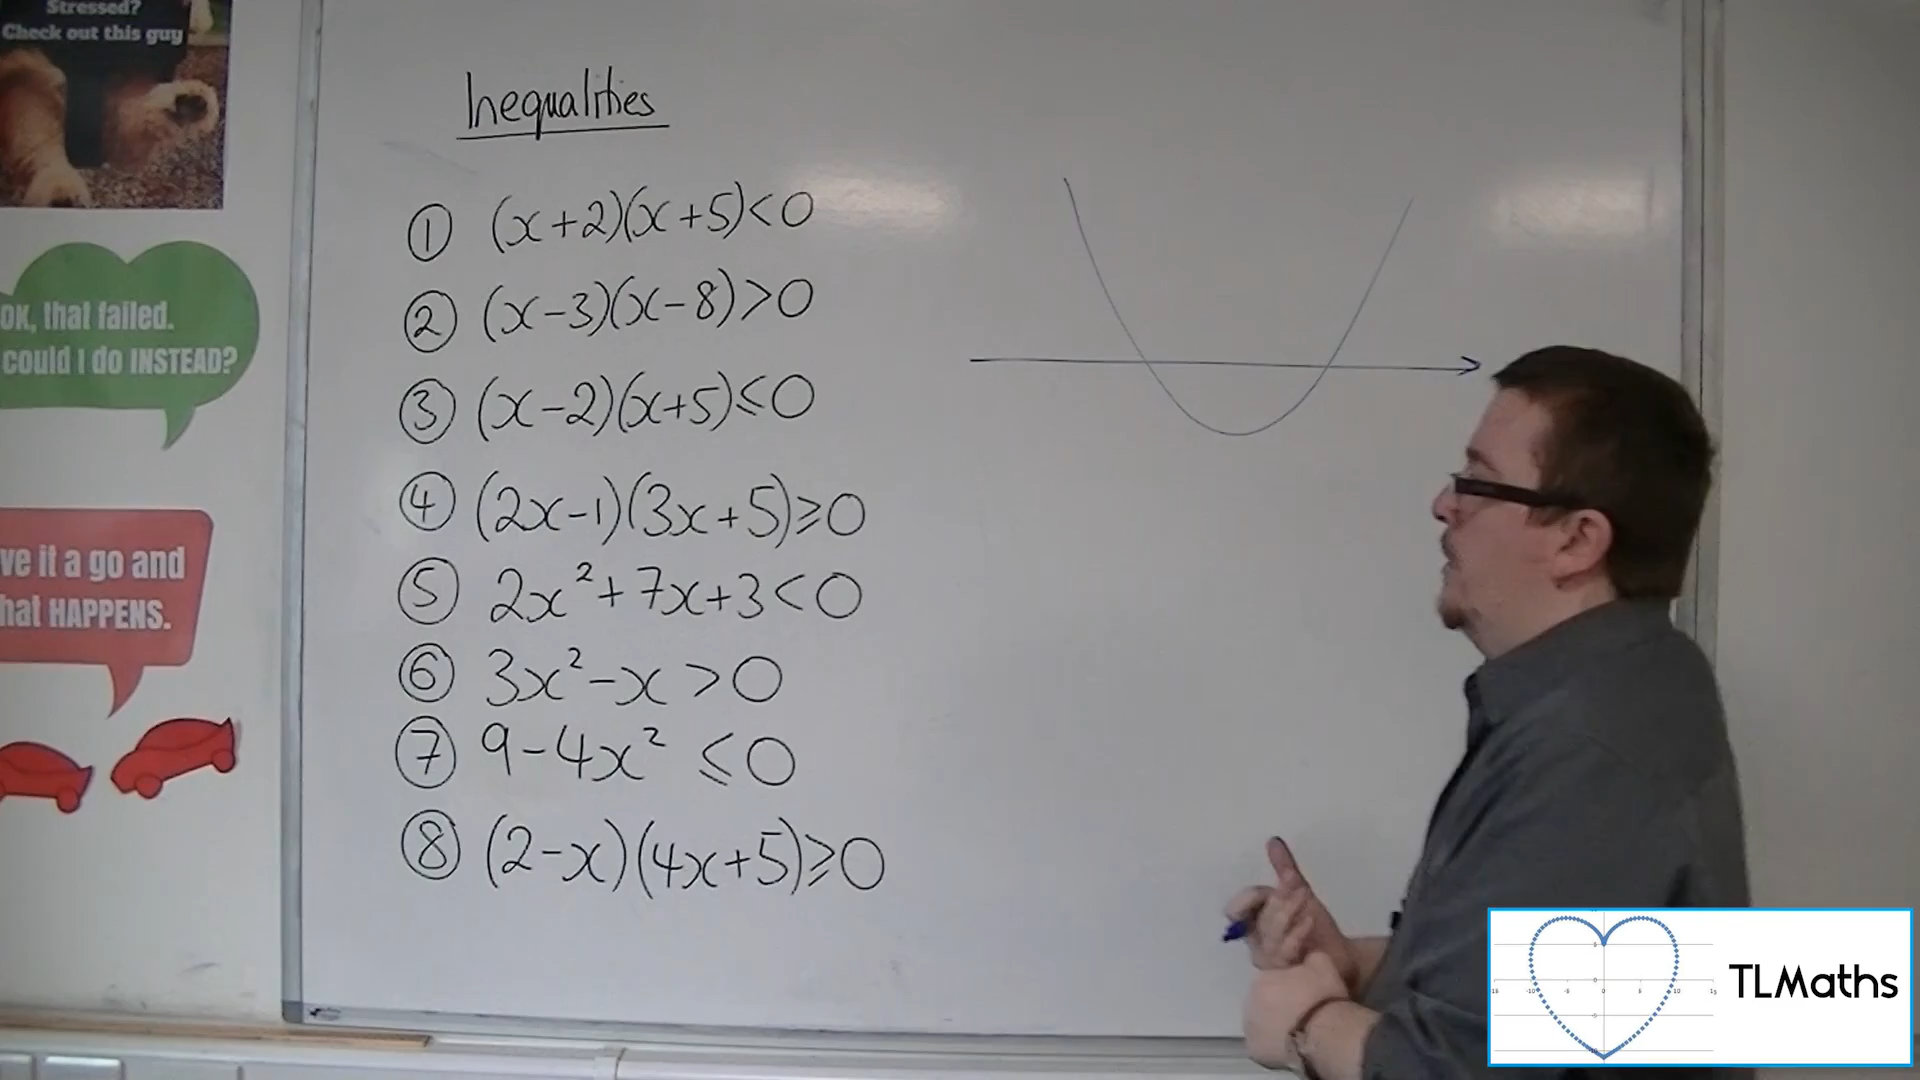 Stressed?
Check out this guy
OK, that failed.
could I do INSTEAD?
ve it a go and
hat HAPPENS.
Inequalities
① (x+2)(x+5)<0
② (x-3)(x-8)>0
③ (x-2)(x+5)≤0
④ (2x-1)(3x+5)≥0
⑤ 2x²+7x+3<0
⑥ 3x²-x>0
⑦ 9-4x² ≤0
⑧ (2-x)(4x+5)≥0
TLMaths